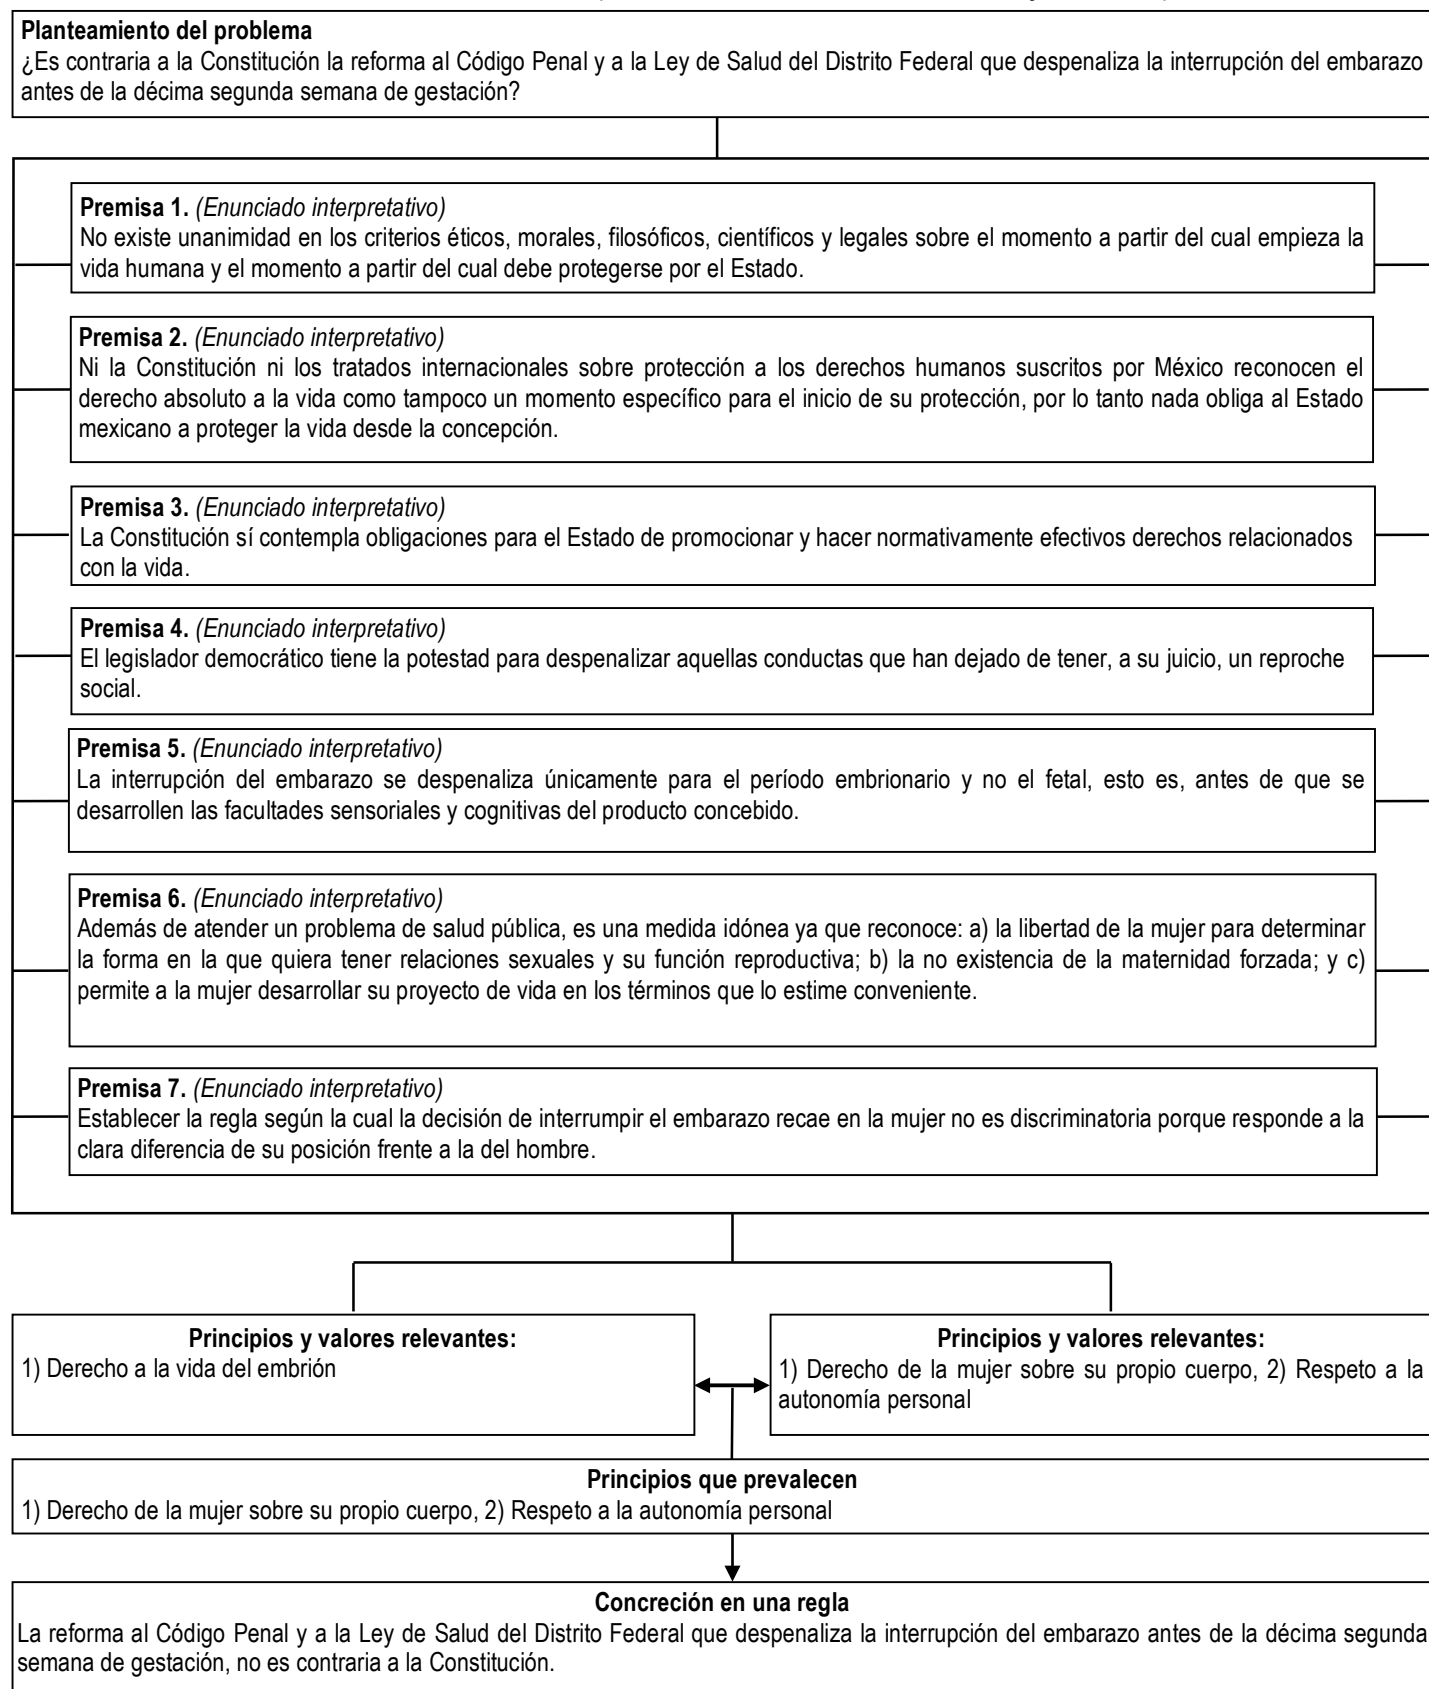 Planteamiento del problema
¿Es contraria a la Constitución la reforma al Código Penal y a la Ley de Salud del Distrito Federal que despenaliza la interrupción del embarazo
antes de la décima segunda semana de gestación?
Premisa 1. (Enunciado interpretativo)
No existe unanimidad en los criterios éticos, morales, filosóficos, científicos y legales sobre el momento a partir del cual empieza la
vida humana y el momento a partir del cual debe protegerse por el Estado.
Premisa 2. (Enunciado interpretativo)
Ni la Constitución ni los tratados internacionales sobre protección a los derechos humanos suscritos por México reconocen el
derecho absoluto a la vida como tampoco un momento específico para el inicio de su protección, por lo tanto nada obliga al Estado
mexicano a proteger la vida desde la concepción.
Premisa 3. (Enunciado interpretativo)
La Constitución sí contempla obligaciones para el Estado de promocionar y hacer normativamente efectivos derechos relacionados
con la vida.
Premisa 4. (Enunciado interpretativo)
El legislador democrático tiene la potestad para despenalizar aquellas conductas que han dejado de tener, a su juicio, un reproche
social.
Premisa 5. (Enunciado interpretativo)
La interrupción del embarazo se despenaliza únicamente para el período embrionario y no el fetal, esto es, antes de que se
desarrollen las facultades sensoriales y cognitivas del producto concebido.
Premisa 6. (Enunciado interpretativo)
Además de atender un problema de salud pública, es una medida idónea ya que reconoce: a) la libertad de la mujer para determinar
la forma en la que quiera tener relaciones sexuales y su función reproductiva; b) la no existencia de la maternidad forzada; y c)
permite a la mujer desarrollar su proyecto de vida en los términos que lo estime conveniente.
Premisa 7. (Enunciado interpretativo)
Establecer la regla según la cual la decisión de interrumpir el embarazo recae en la mujer no es discriminatoria porque responde a la
clara diferencia de su posición frente a la del hombre.
Principios y valores relevantes:
1) Derecho a la vida del embrión
Principios y valores relevantes:
1) Derecho de la mujer sobre su propio cuerpo, 2) Respeto a la
autonomía personal
Principios que prevalecen
1) Derecho de la mujer sobre su propio cuerpo, 2) Respeto a la autonomía personal
Concreción en una regla
La reforma al Código Penal y a la Ley de Salud del Distrito Federal que despenaliza la interrupción del embarazo antes de la décima segunda
semana de gestación, no es contraria a la Constitución.